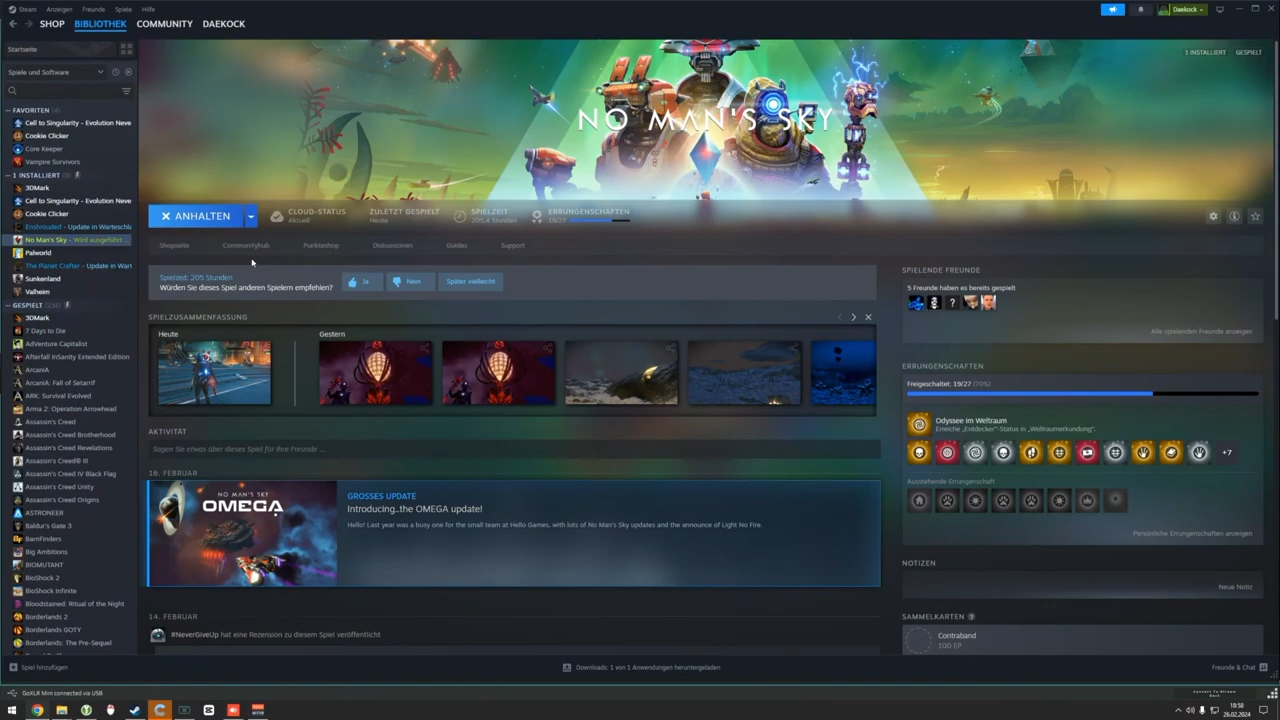 Steam Anzeigen Freunde Spiele Hilfe
Daekock
SHOP BIBLIOTHEK COMMUNITY DAEKOCK
Startseite
1 INSTALLIERT GESPIELT
Spiele und Software
FAVORITEN
Cell to Singularity - Evolution Neve
Cookie Clicker
Core Keeper
Vampire Survivors
1 INSTALLIERT
3DMark
Cell to Singularity - Evolution Neve
Cookie Clicker
Enshrouded - Update in Warteschla
No Man's Sky - Wird ausgeführt ...
Palworld
The Planet Crafter - Update in Wart
Sunkenland
Valheim
GESPIELT
3DMark
7 Days to Die
AdVenture Capitalist
Afterfall InSanity Extended Edition
ArcaniA
ArcaniA: Fall of Setarrif
ARK: Survival Evolved
Arma 2: Operation Arrowhead
Assassin's Creed
Assassin's Creed Brotherhood
Assassin's Creed Revelations
Assassin's Creed® III
Assassin's Creed IV Black Flag
Assassin's Creed Unity
Assassin's Creed Origins
ASTRONEER
Baldur's Gate 3
BarnFinders
Big Ambitions
BIOMUTANT
BioShock 2
BioShock Infinite
Bloodstained: Ritual of the Night
Borderlands 2
Borderlands GOTY
Borderlands: The Pre-Sequel
NO MAN'S SKY
ANHALTEN
CLOUD-STATUS
Aktuell
ZULETZT GESPIELT
Heute
SPIELZEIT
205.4 Stunden
ERRUNGENSCHAFTEN
19/27
Shopseite Communityhub Punkteshop Diskussionen Guides Support
Spielzeit: 205 Stunden
Würden Sie dieses Spiel anderen Spielern empfehlen?
Ja Nein Später vielleicht
SPIELZUSAMMENFASSUNG
Heute Gestern
AKTIVITÄT
Sagen Sie etwas über dieses Spiel für Ihre Freunde ...
16. FEBRUAR
NO MAN'S SKY
OMEGA
GROSSES UPDATE
Introducing..the OMEGA update!
Hello! Last year was a busy one for the small team at Hello Games, with lots of No Man's Sky updates and the announce of Light No Fire.
14. FEBRUAR
#NeverGiveUp hat eine Rezension zu diesem Spiel veröffentlicht
SPIELENDE FREUNDE
5 Freunde haben es bereits gespielt
?
Alle spielenden Freunde anzeigen
ERRUNGENSCHAFTEN
Freigeschaltet: 19/27 (70%)
Odyssee im Weltraum
Erreiche „Entdecker“-Status in „Weltraumerkundung“.
+7
Ausstehende Errungenschaft
Persönliche Errungenschaften anzeigen
NOTIZEN
Neue Notiz
SAMMELKARTEN
Contraband
100 EP
Spiel hinzufügen
Downloads: 1 von 1 Anwendungen heruntergeladen
Freunde & Chat
GoXLR Mini connected via USB
18:58
26.02.2024